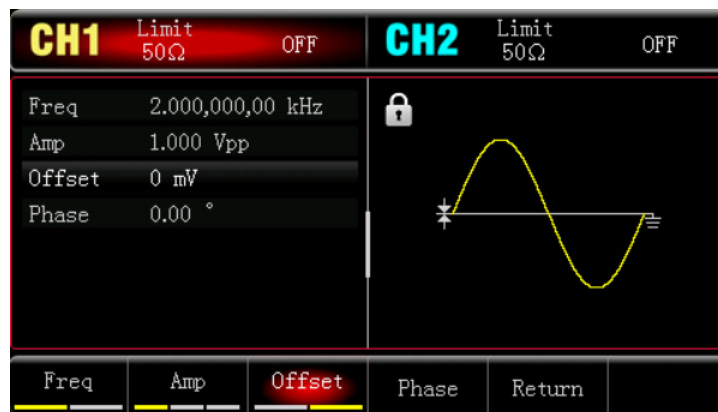 CH1 Limit 50Ω OFF
CH2 Limit 50Ω OFF
Freq 2.000,000,00 kHz
Amp 1.000 Vpp
Offset 0 mV
Phase 0.00 °
Freq Amp Offset Phase Return